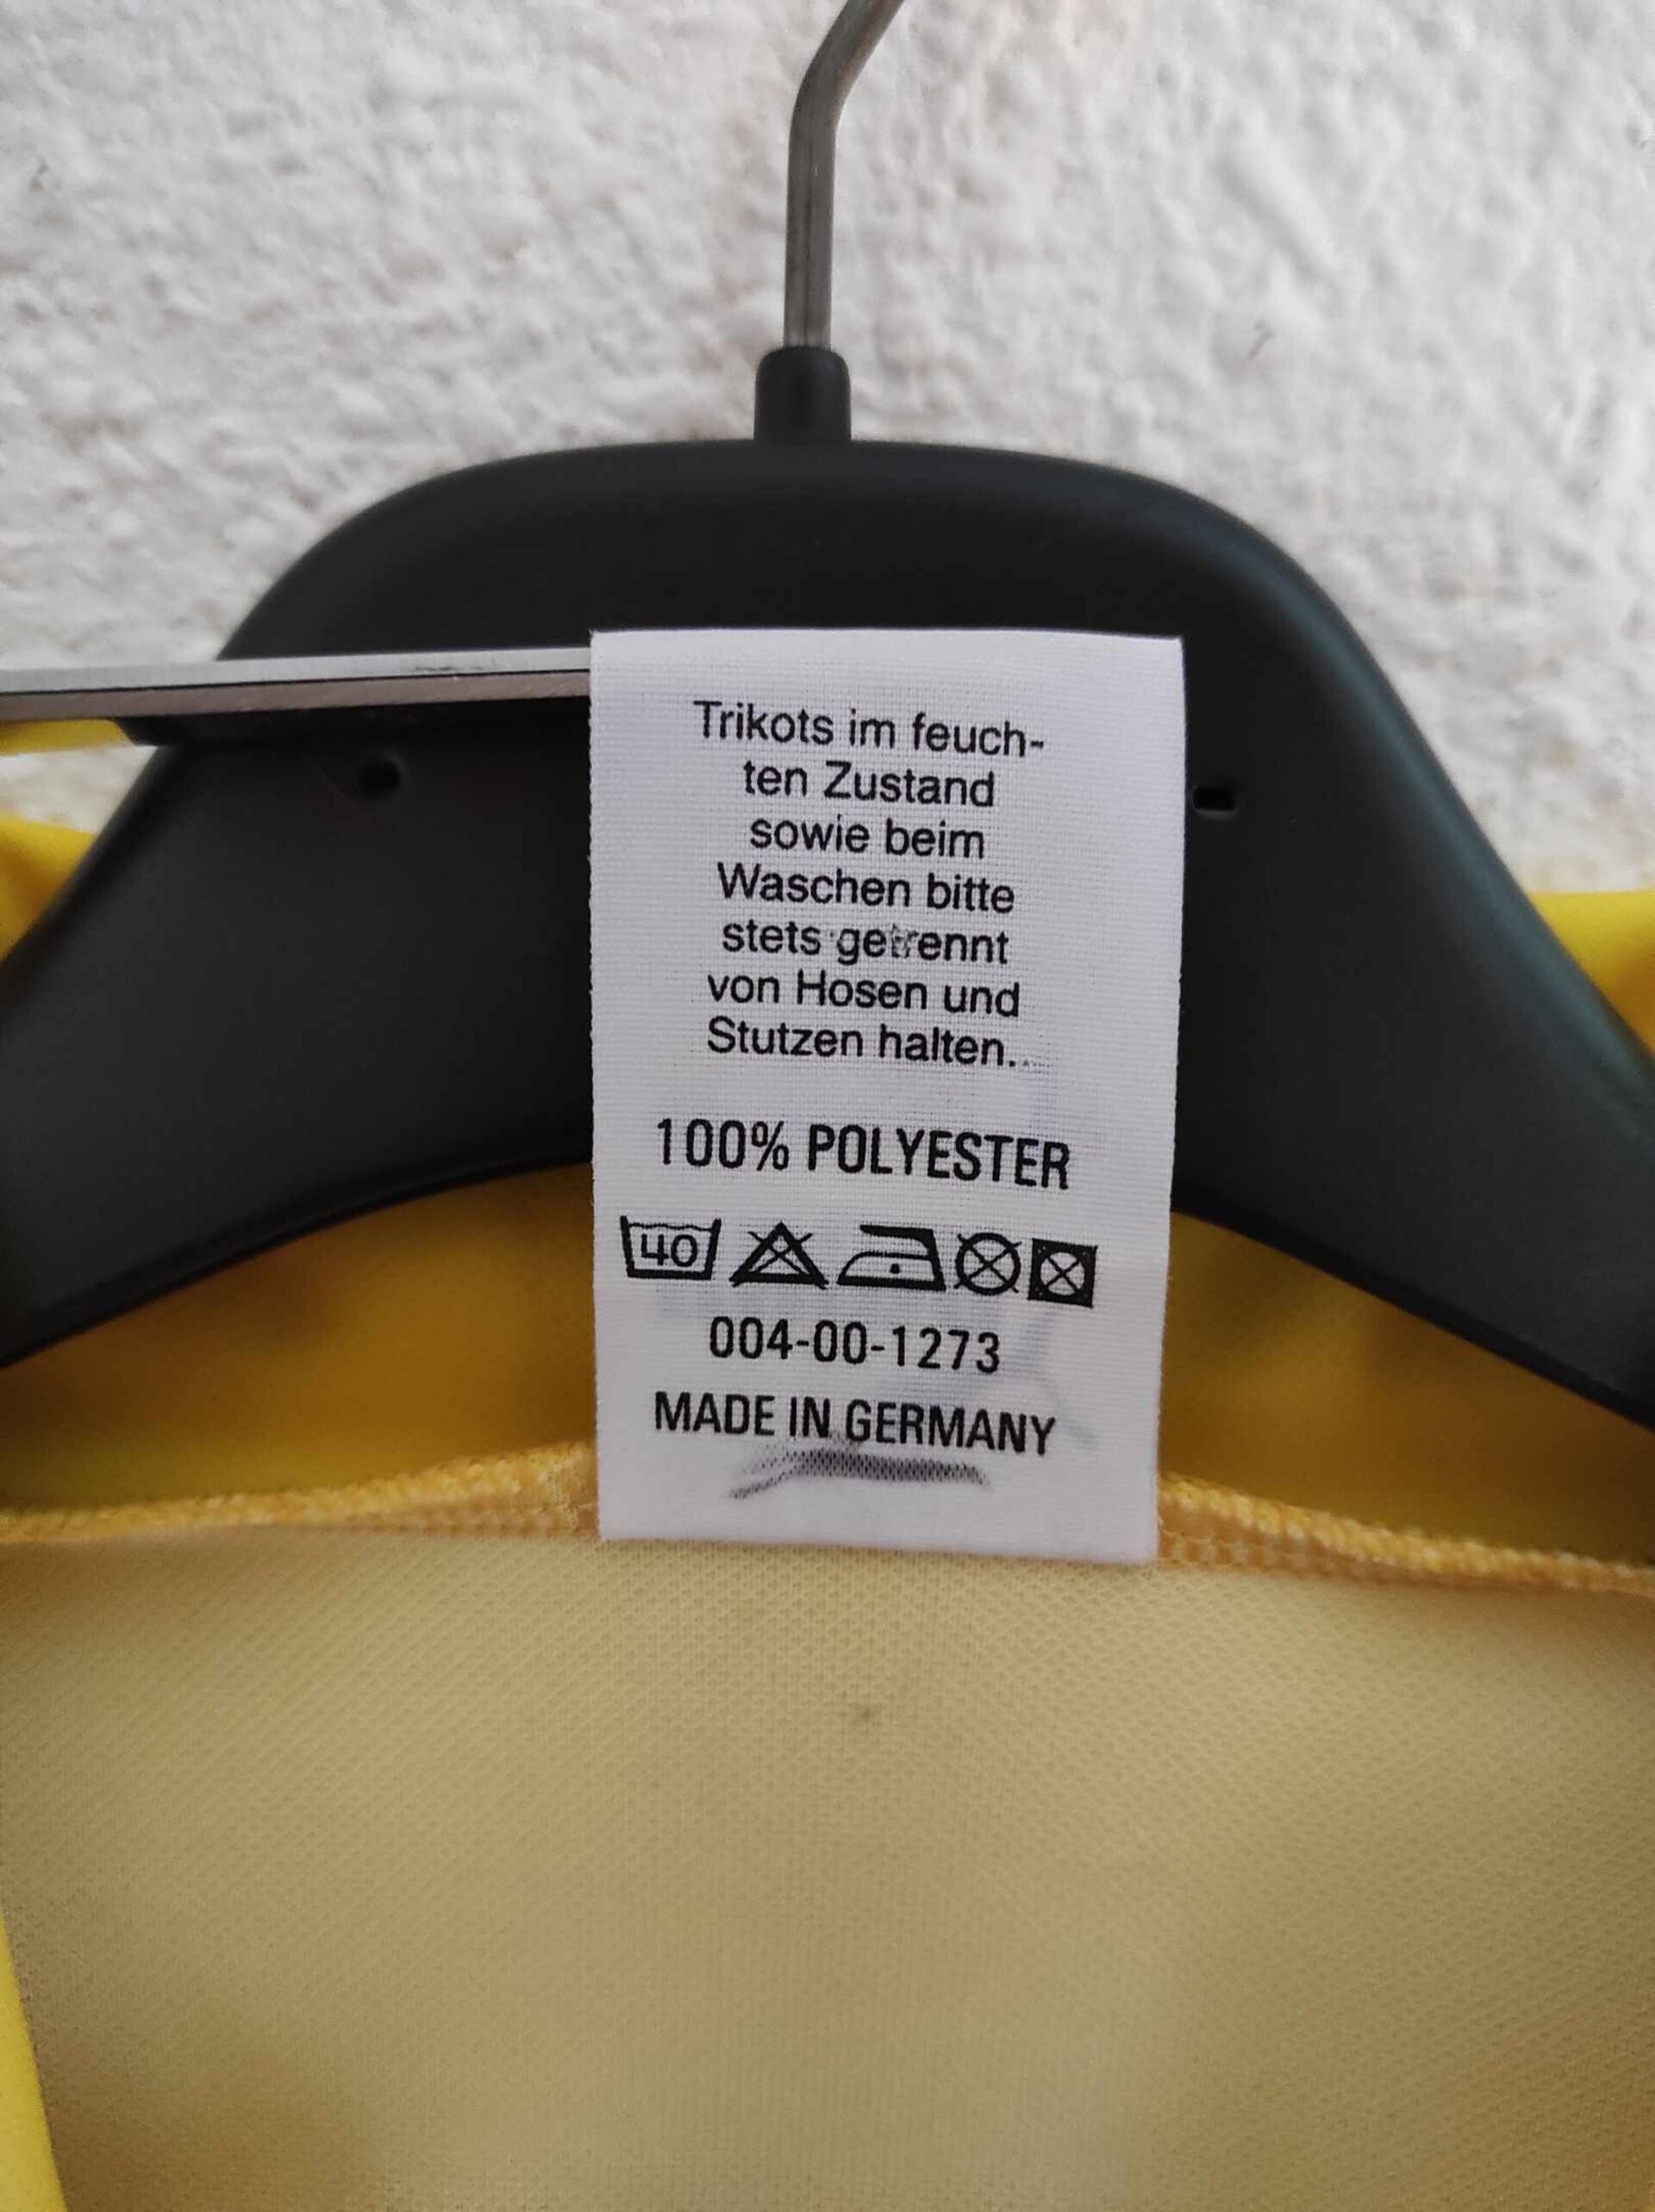 Trikots im feuch-
ten Zustand
sowie beim
Waschen bitte
stets getrennt
von Hosen und
Stutzen halten.
100% POLYESTER
40
004-00-1273
MADE IN GERMANY